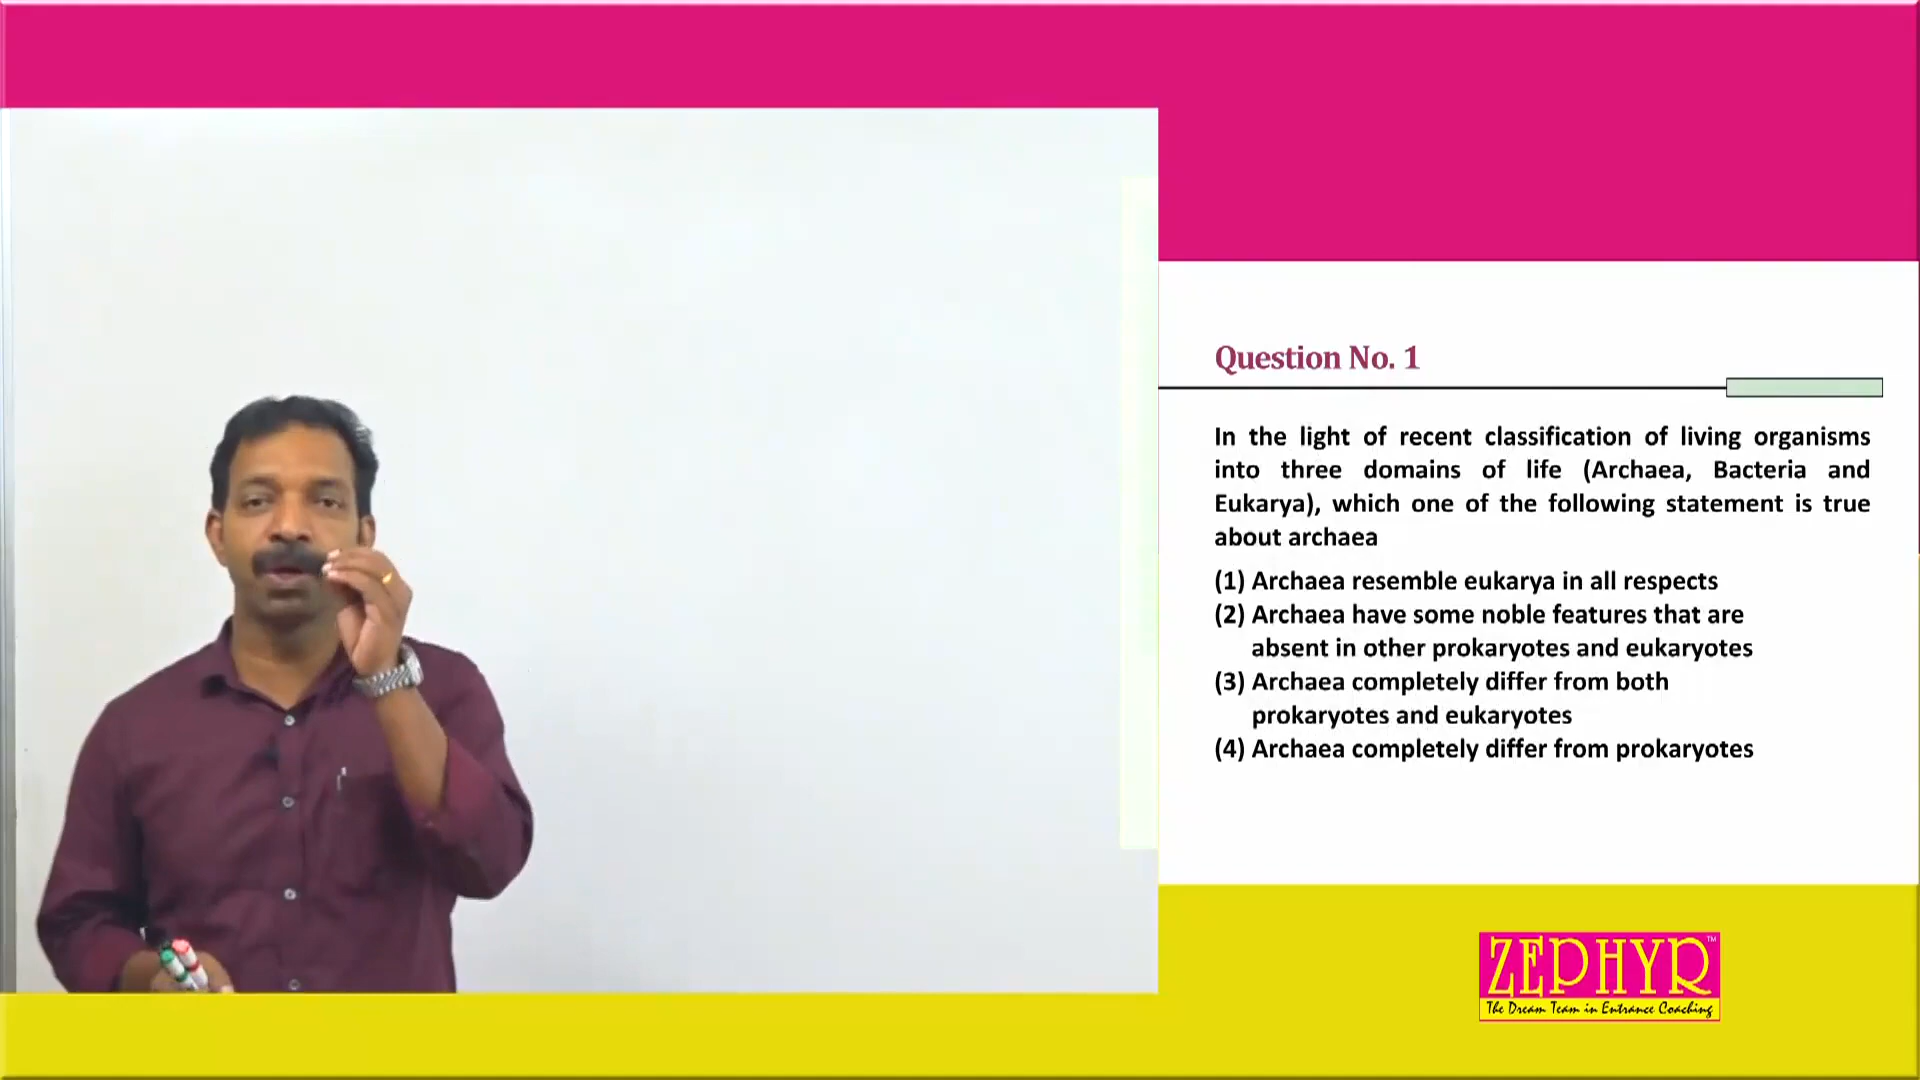 Question No. 1
In the light of recent classification of living organisms
into three domains of life (Archaea, Bacteria and
Eukarya), which one of the following statement is true
about archaea
(1) Archaea resemble eukarya in all respects
(2) Archaea have some noble features that are
absent in other prokaryotes and eukaryotes
(3) Archaea completely differ from both
prokaryotes and eukaryotes
(4) Archaea completely differ from prokaryotes
ZEPHYR™
The Dream Team in Entrance Coaching